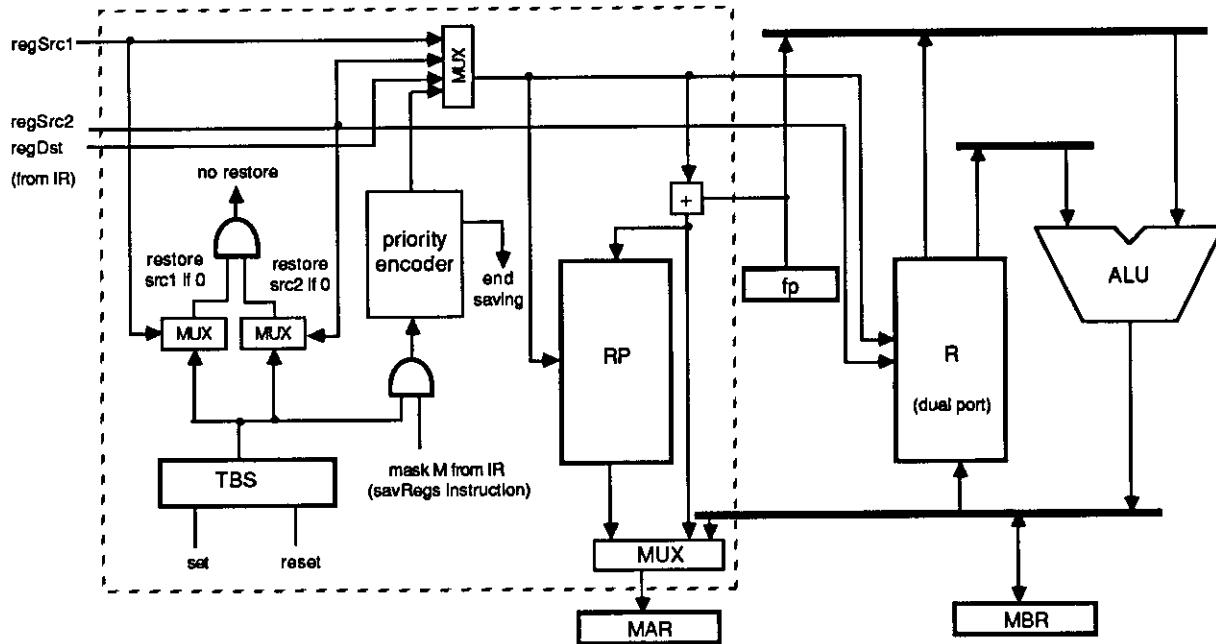 regSrc1
MUX
regSrc2
regDst
(from IR)
no restore
restore
src1 if 0
restore
src2 if 0
MUX
MUX
priority
encoder
end
saving
+
fp
ALU
RP
R
(dual port)
TBS
mask M from IR
(savRegs Instruction)
set
reset
MUX
MAR
MBR